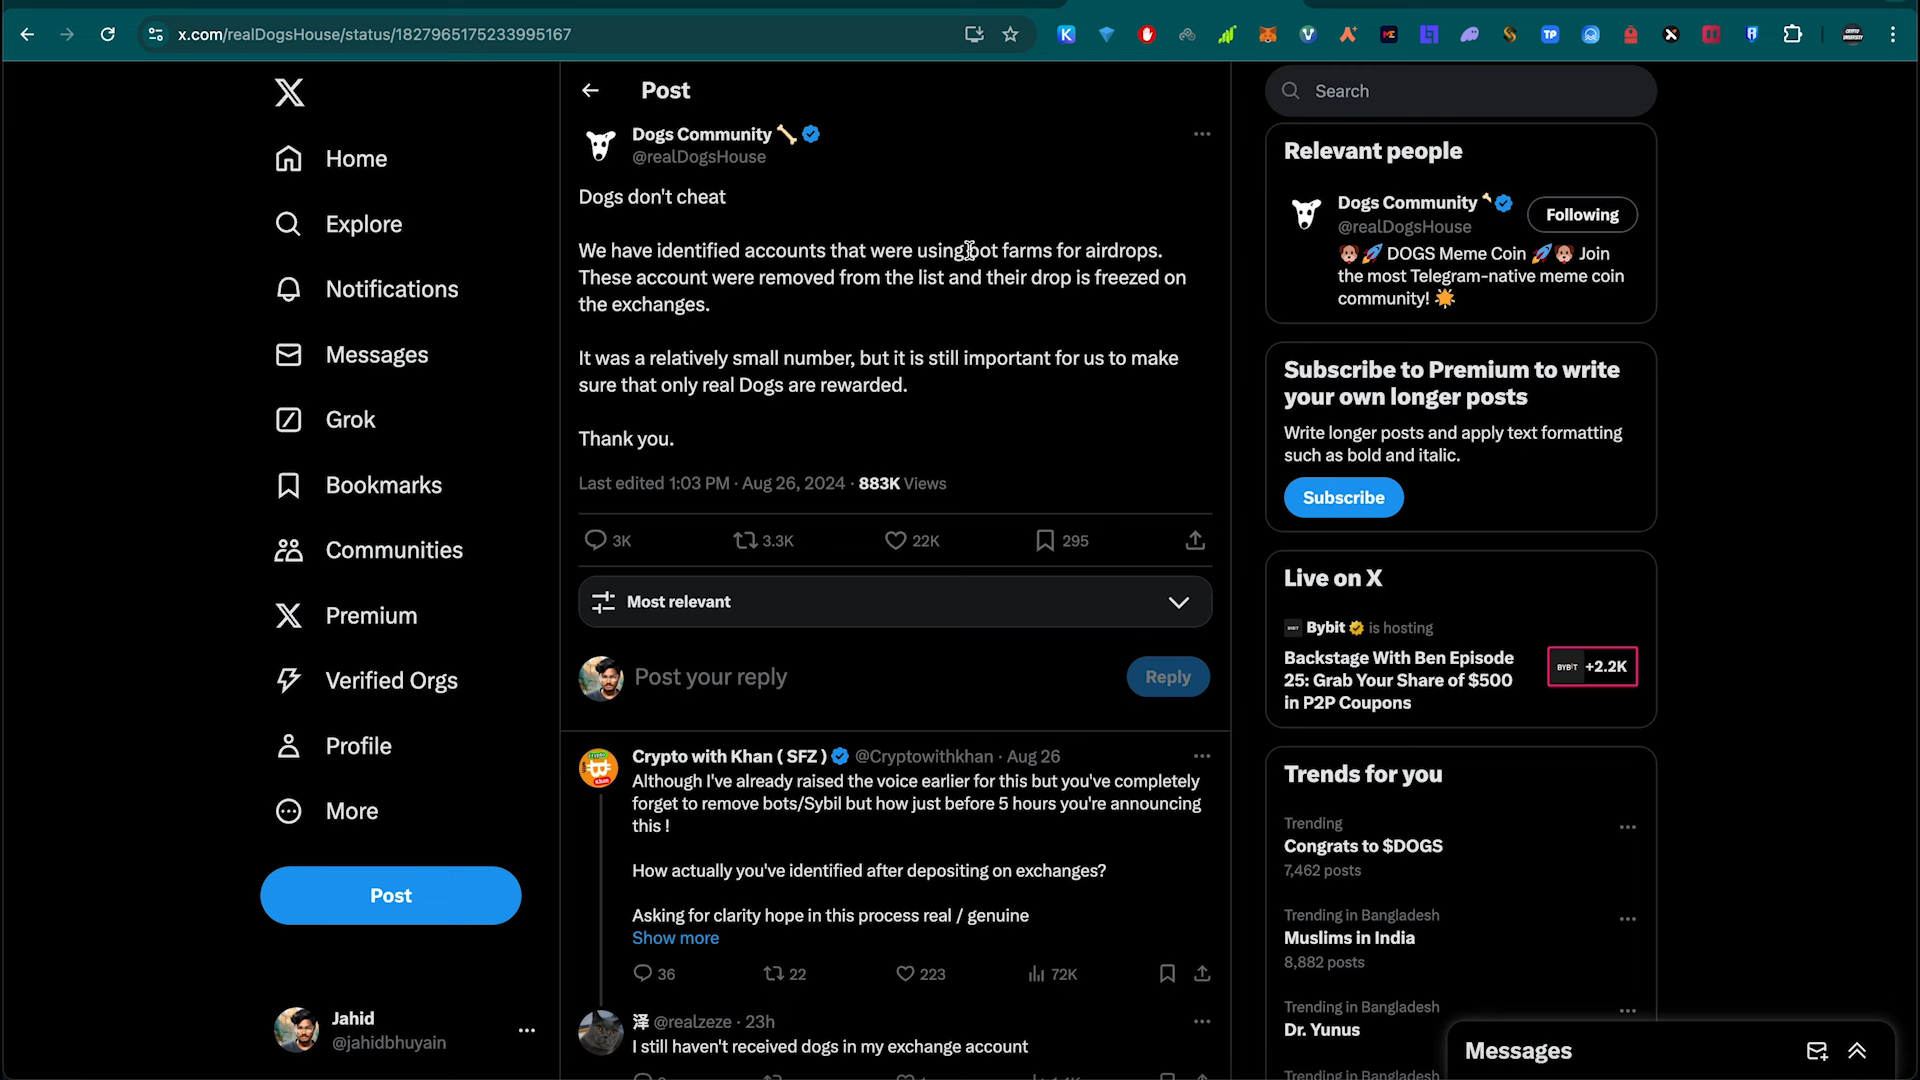 x.com/realDogsHouse/status/1827965175233995167
Home
Explore
Notifications
Messages
Grok
Bookmarks
Communities
Premium
Verified Orgs
Profile
More
Post
Jahid
@jahidbhuyain
Post
Dogs Community
@realDogsHouse
Dogs don't cheat
We have identified accounts that were using bot farms for airdrops.
These account were removed from the list and their drop is freezed on
the exchanges.
It was a relatively small number, but it is still important for us to make
sure that only real Dogs are rewarded.
Thank you.
Last edited 1:03 PM · Aug 26, 2024 · 883K Views
3K 3.3K 22K 295
Most relevant
Post your reply
Reply
Crypto with Khan ( SFZ ) @Cryptowithkhan · Aug 26
Although I've already raised the voice earlier for this but you've completely
forget to remove bots/Sybil but how just before 5 hours you're announcing
this !
How actually you've identified after depositing on exchanges?
Asking for clarity hope in this process real / genuine
Show more
36 22 223 72K
泽 @realzeze · 23h
I still haven't received dogs in my exchange account
Search
Relevant people
Dogs Community
@realDogsHouse
Following
DOGS Meme Coin Join
the most Telegram-native meme coin
community!
Subscribe to Premium to write
your own longer posts
Write longer posts and apply text formatting
such as bold and italic.
Subscribe
Live on X
Bybit is hosting
Backstage With Ben Episode
25: Grab Your Share of $500
in P2P Coupons
BYBIT +2.2K
Trends for you
Trending
Congrats to $DOGS
7,462 posts
Trending in Bangladesh
Muslims in India
8,882 posts
Trending in Bangladesh
Dr. Yunus
Trending in Bangladesh
Messages